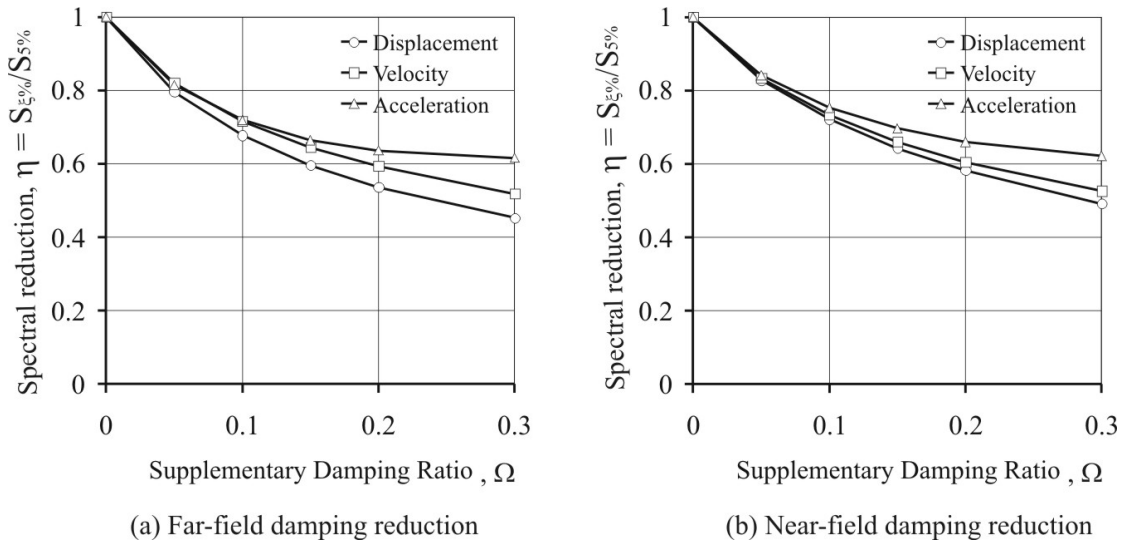 Spectral reduction, η = Sξ%/S5%
1
0.8
0.6
0.4
0.2
0
0
0.1
0.2
0.3
Displacement
Velocity
Acceleration
Supplementary Damping Ratio , Ω
(a) Far-field damping reduction
Spectral reduction, η = Sξ%/S5%
1
0.8
0.6
0.4
0.2
0
0
0.1
0.2
0.3
Displacement
Velocity
Acceleration
Supplementary Damping Ratio , Ω
(b) Near-field damping reduction